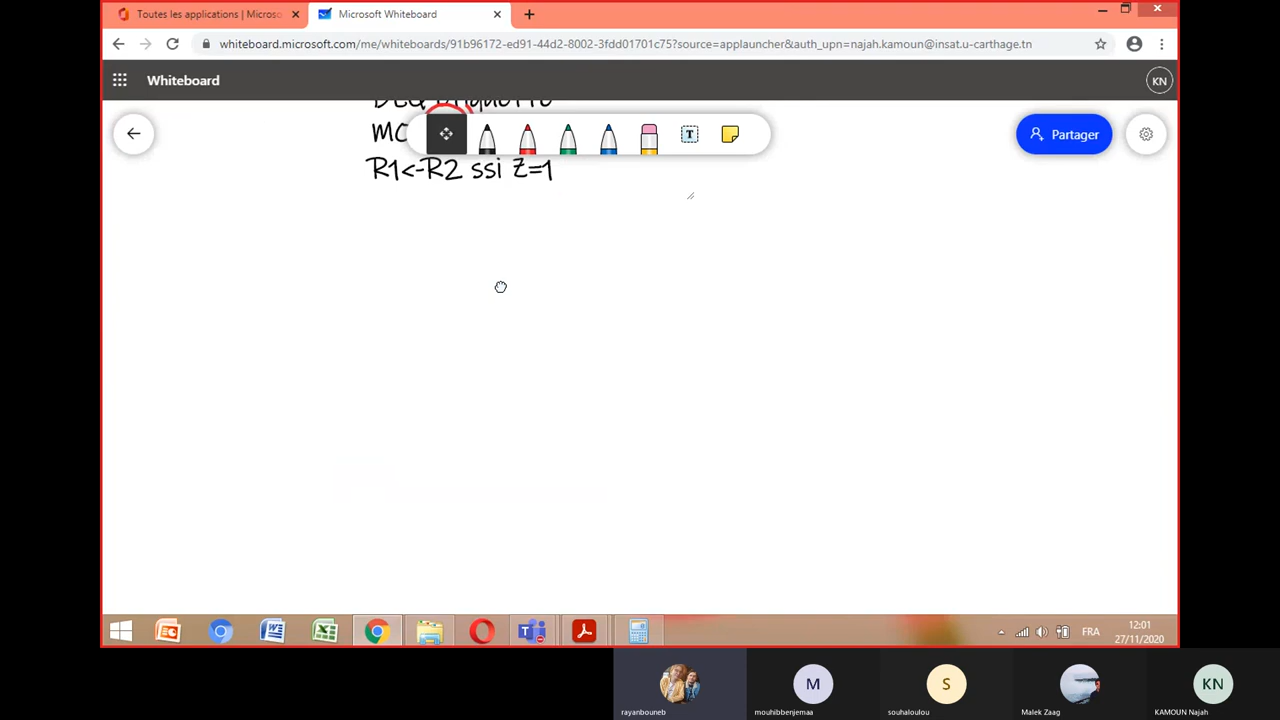 Toutes les applications | Microso
Microsoft Whiteboard
whiteboard.microsoft.com/me/whiteboards/91b96172-ed91-44d2-8002-3fdd01701c75?source=applauncher&auth_upn=najah.kamoun@insat.u-carthage.tn
Whiteboard
KN
Partager
R1<-R2 ssi Z=1
FRA
12:01
27/11/2020
M
S
KN
rayanbouneb
mouhibbenjemaa
souhaloulou
Malek Zaag
KAMOUN Najah